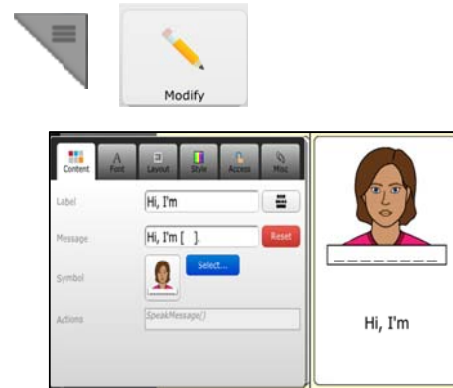 Modify
Content Font Layout Style Access Misc
Label Hi, I'm
Message Hi, I'm [ ]. Reset
Symbol Select...
Actions SpeakMessage()
Hi, I'm